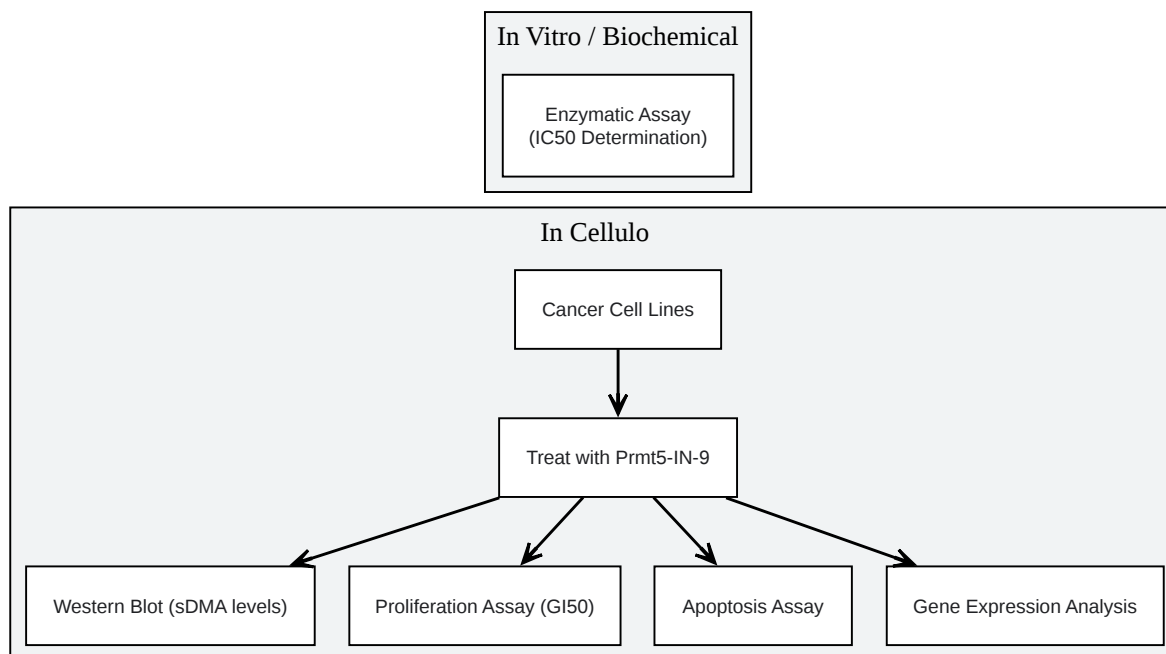 In Vitro / Biochemical
Enzymatic Assay
(IC50 Determination)
In Cellulo
Cancer Cell Lines
Treat with Prmt5-IN-9
Western Blot (sDMA levels)
Proliferation Assay (GI50)
Apoptosis Assay
Gene Expression Analysis